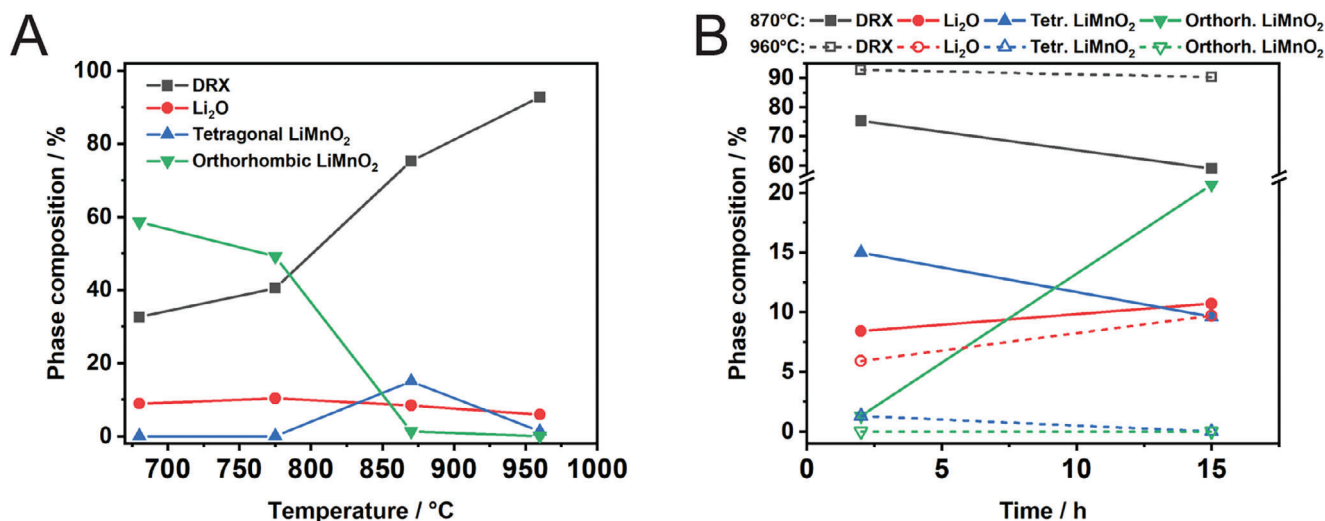 A
100
80
60
40
20
0
Phase composition / %
DRX
Li₂O
Tetragonal LiMnO₂
Orthorhombic LiMnO₂
700 750 800 850 900 950 1000
Temperature / °C
B
870°C: DRX Li₂O Tetr. LiMnO₂ Orthorh. LiMnO₂
960°C: DRX Li₂O Tetr. LiMnO₂ Orthorh. LiMnO₂
90
80
70
60
20
15
10
5
0
Phase composition / %
0 5 10 15
Time / h